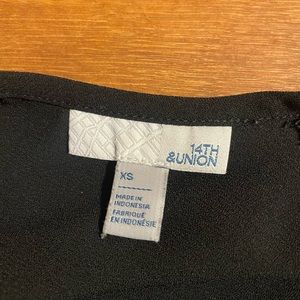 14TH
&UNION
XS
MADE IN
INDONESIA
FABRIQUÉ
EN INDONÉSIE